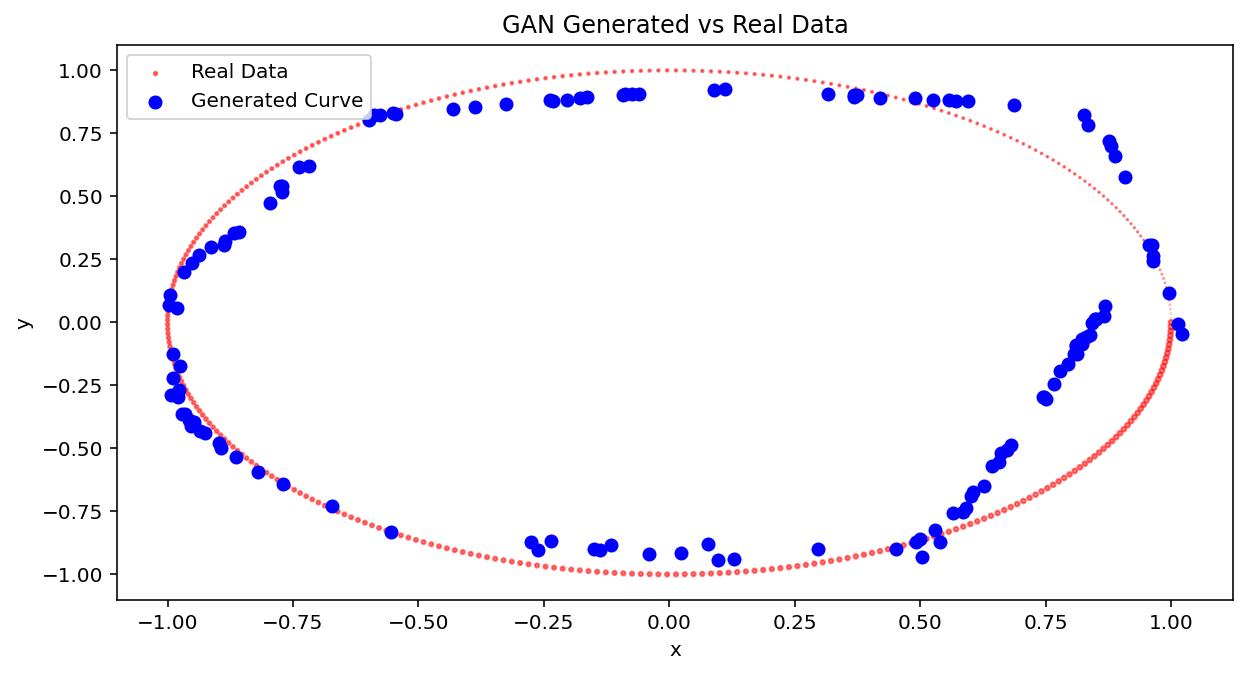 GAN Generated vs Real Data
Real Data
Generated Curve
1.00
0.75
0.50
0.25
0.00
−0.25
−0.50
−0.75
−1.00
y
−1.00 −0.75 −0.50 −0.25 0.00 0.25 0.50 0.75 1.00
x